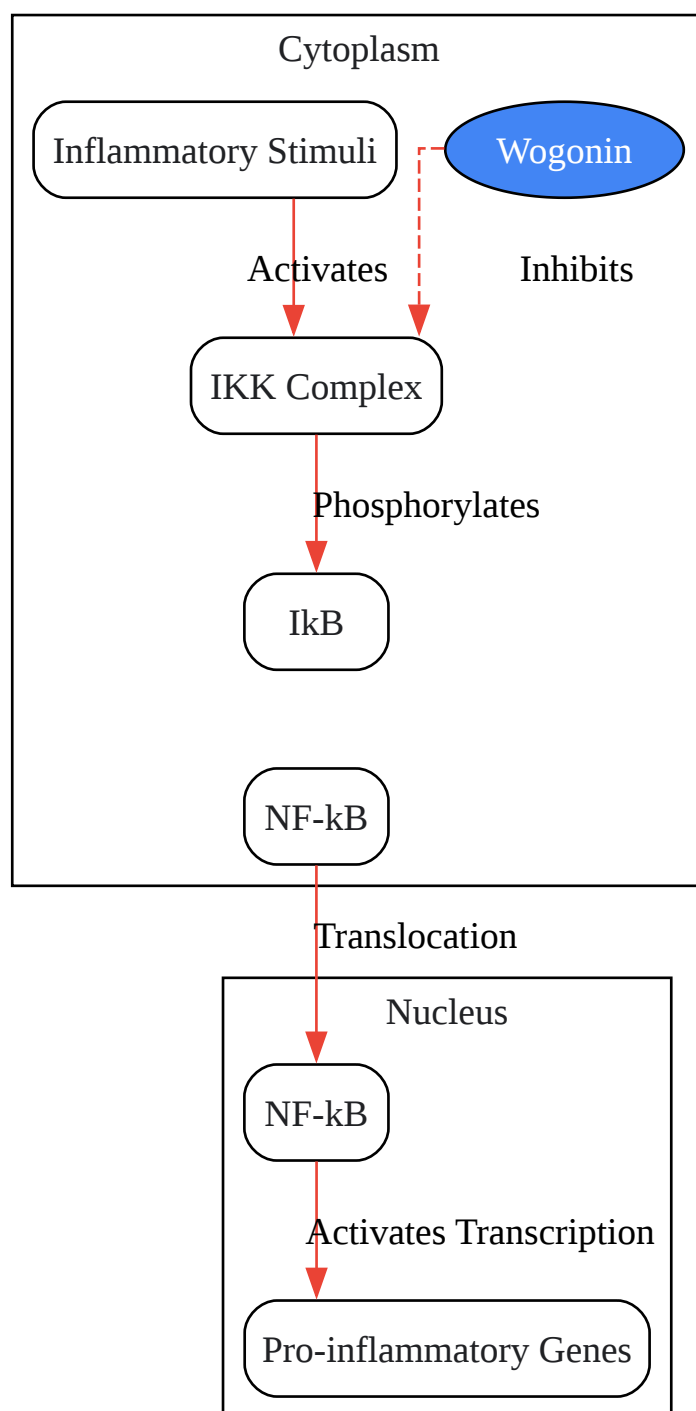 Cytoplasm
Inflammatory Stimuli
Wogonin
Activates
Inhibits
IKK Complex
Phosphorylates
IkB
NF-kB
Translocation
Nucleus
NF-kB
Activates Transcription
Pro-inflammatory Genes